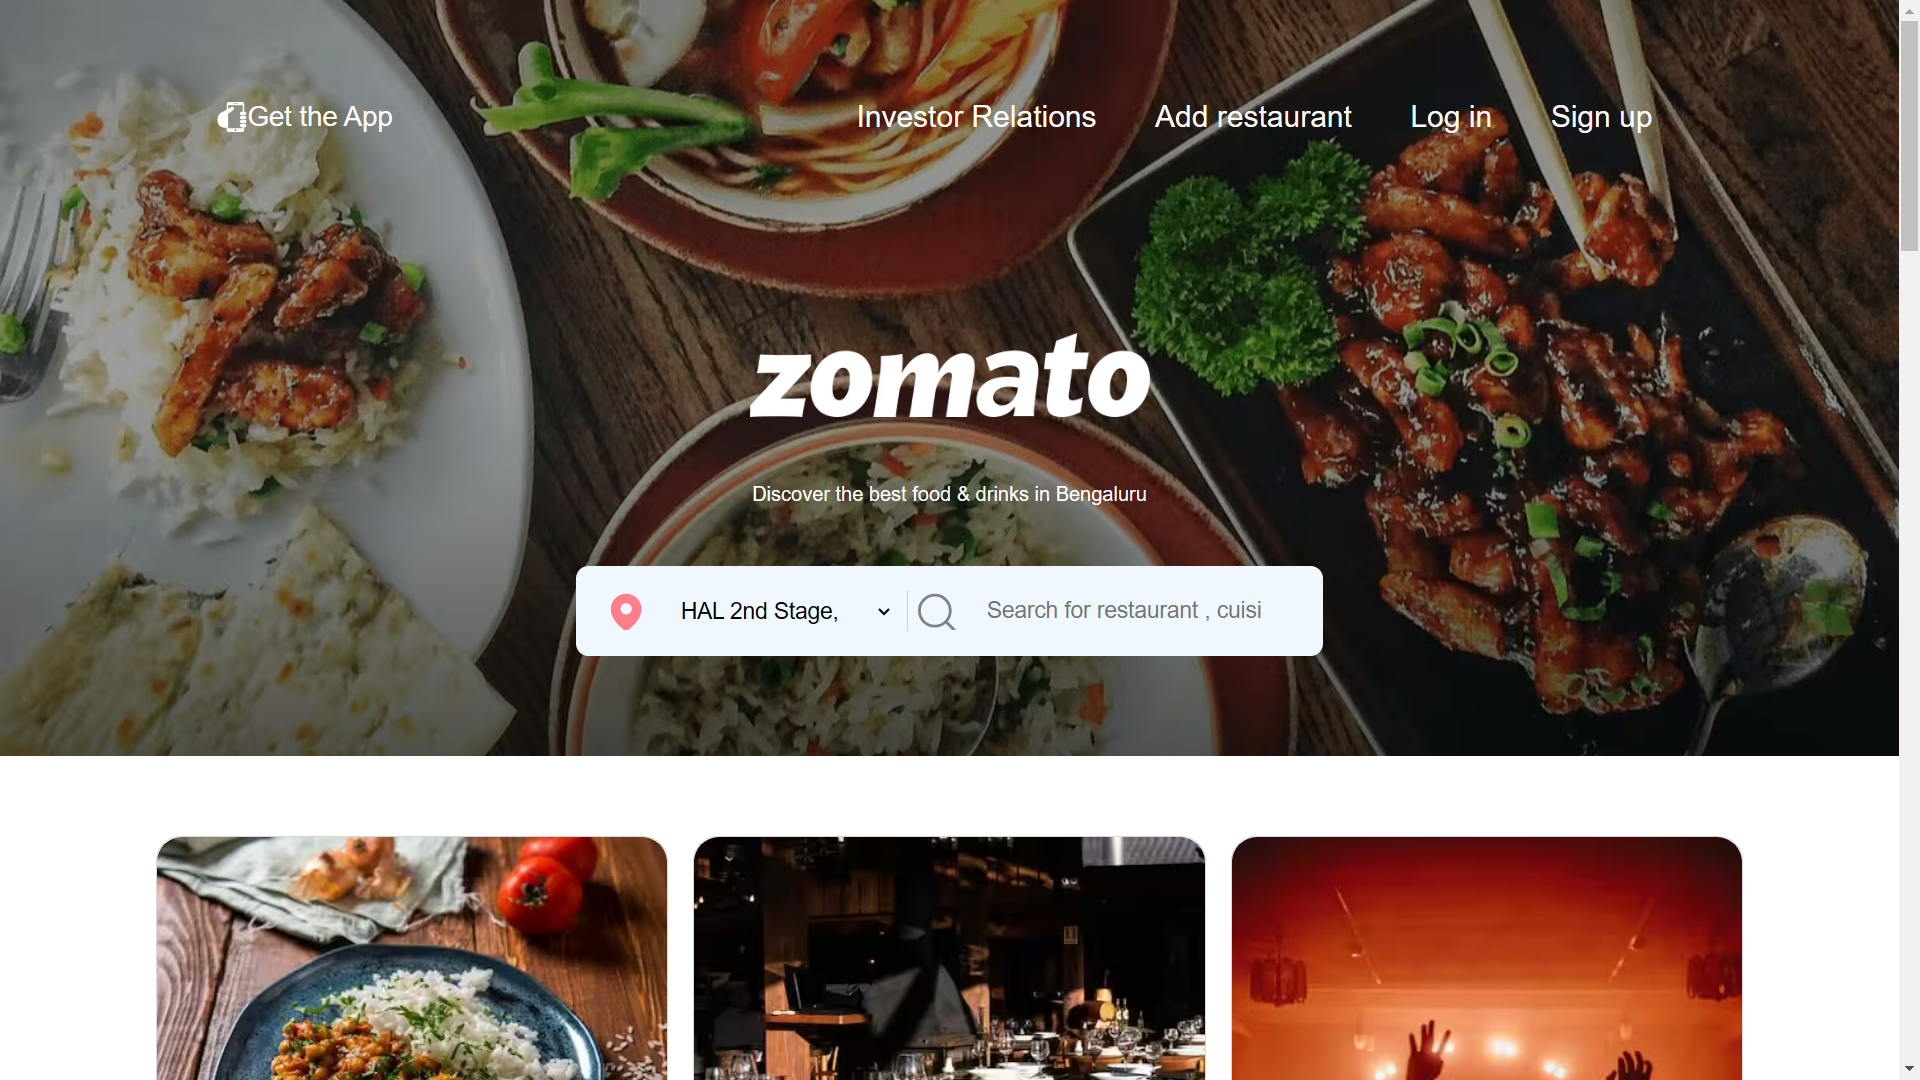 Get the App
Investor Relations
Add restaurant
Log in
Sign up
zomato
Discover the best food & drinks in Bengaluru
HAL 2nd Stage,
Search for restaurant , cuisi